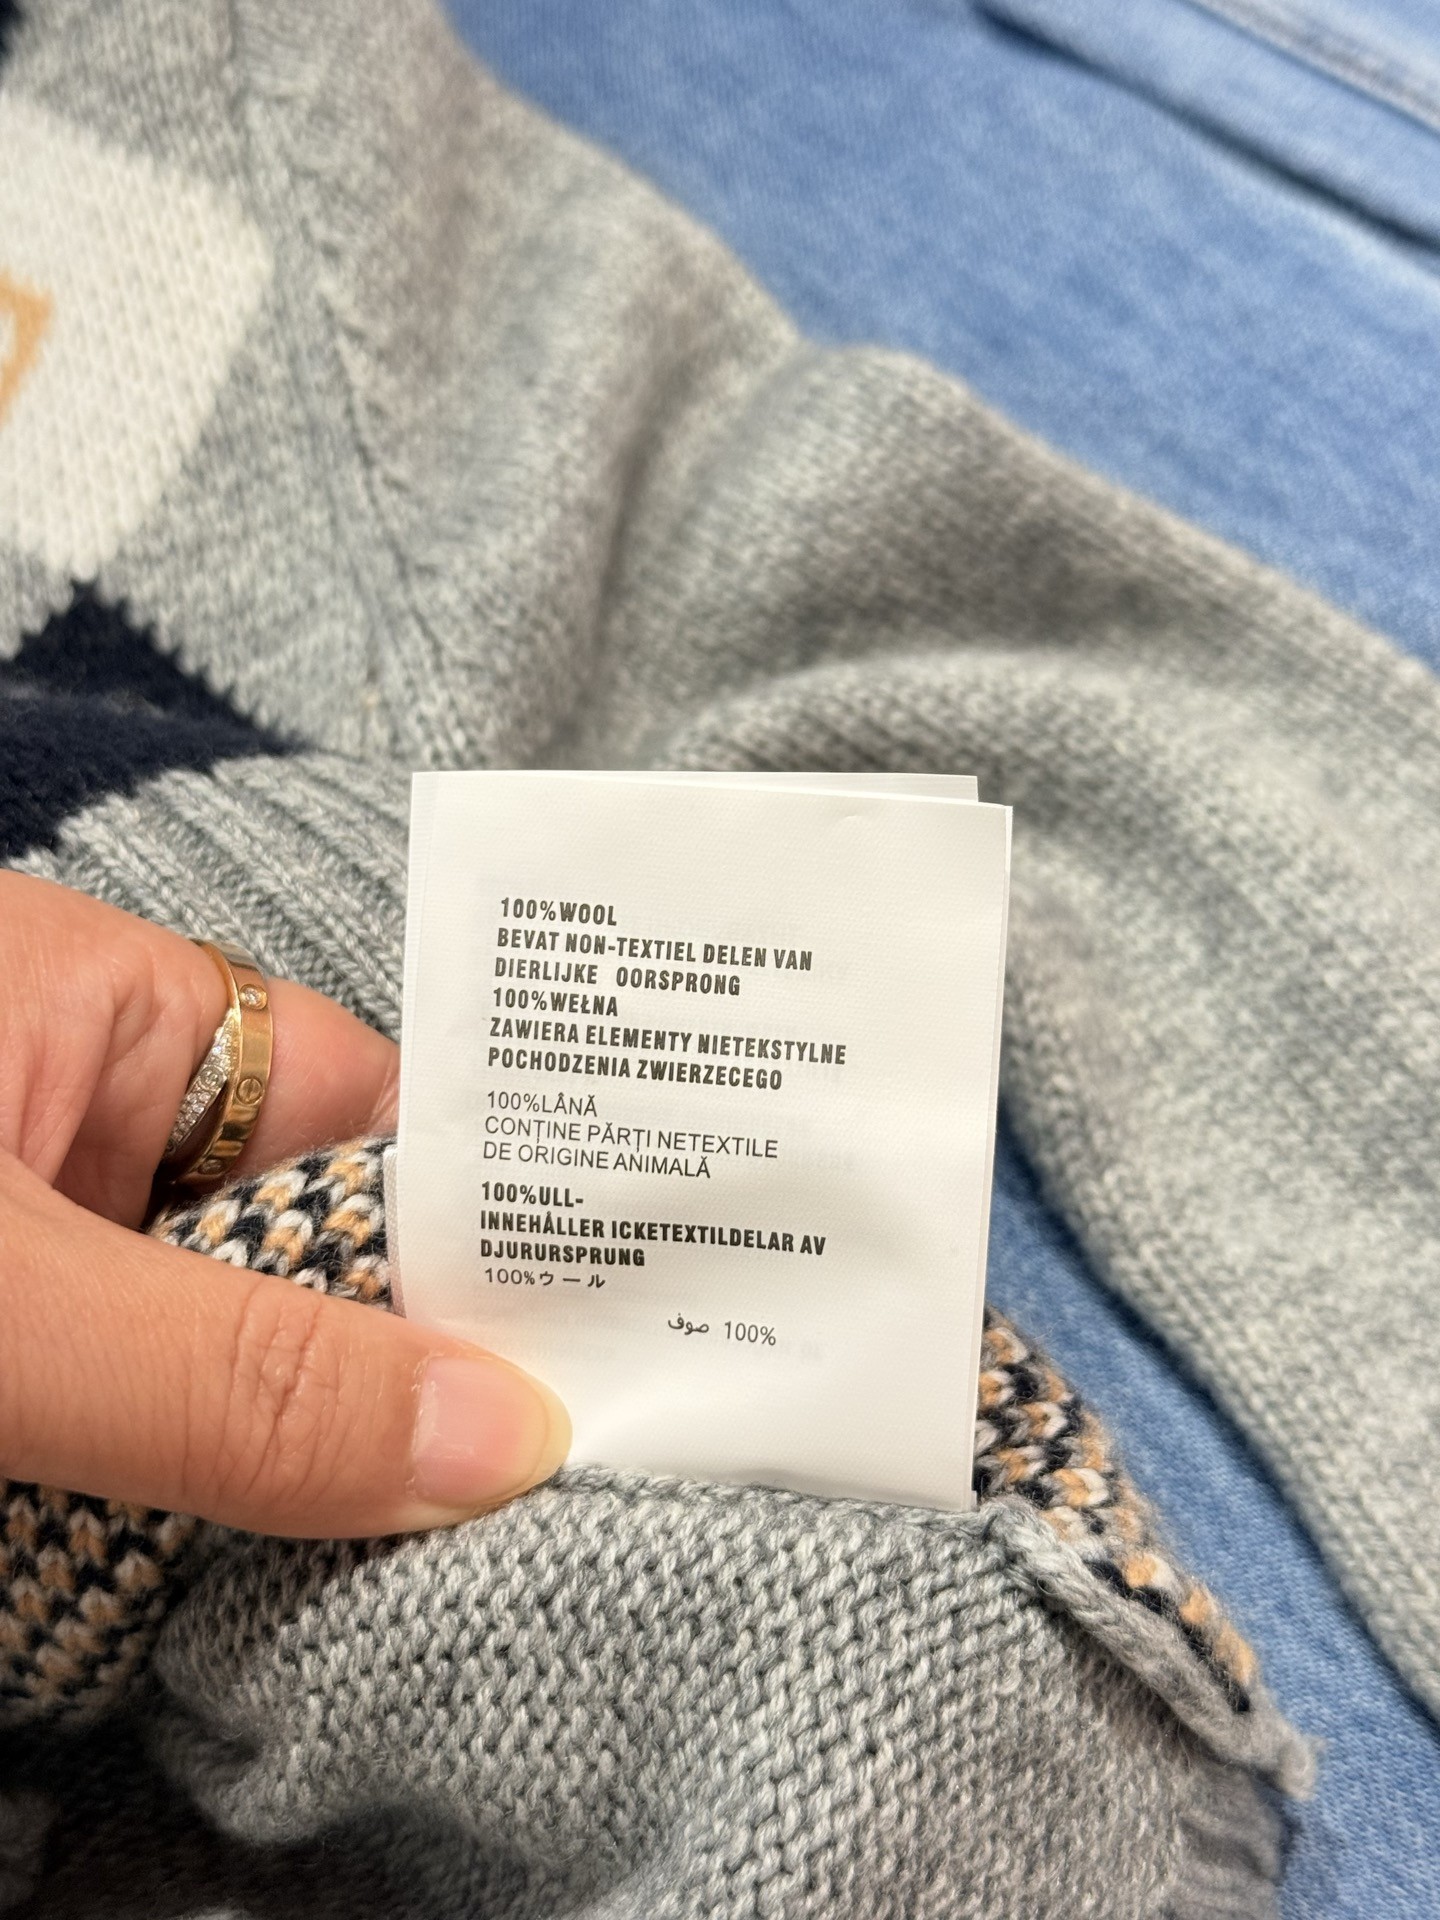 100%WOOL
BEVAT NON-TEXTIEL DELEN VAN
DIERLIJKE OORSPRONG
100%WEŁNA
ZAWIERA ELEMENTY NIETEKSTYLNE
POCHODZENIA ZWIERZECEGO
100%LÂNĂ
CONȚINE PĂRȚI NETEXTILE
DE ORIGINE ANIMALĂ
100%ULL-
INNEHÅLLER ICKETEXTILDELAR AV
DJURURSPRUNG
100%ウール
100% صوف